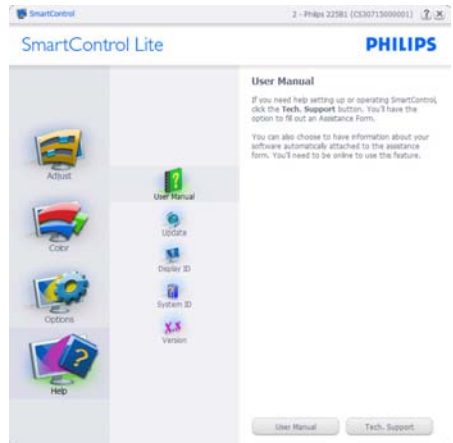 SmartControl
2 - Philips 225B1 (CS30715000001)
SmartControl Lite
PHILIPS
Adjust
Color
Options
Help
User Manual
Update
Display ID
System ID
Version
User Manual
If you need help setting up or operating SmartControl,
click the Tech. Support button. You'll have the
option to fill out an Assistance Form.
You can also choose to have information about your
software automatically attached to the assistance
form. You'll need to be online to use this feature.
User Manual
Tech. Support